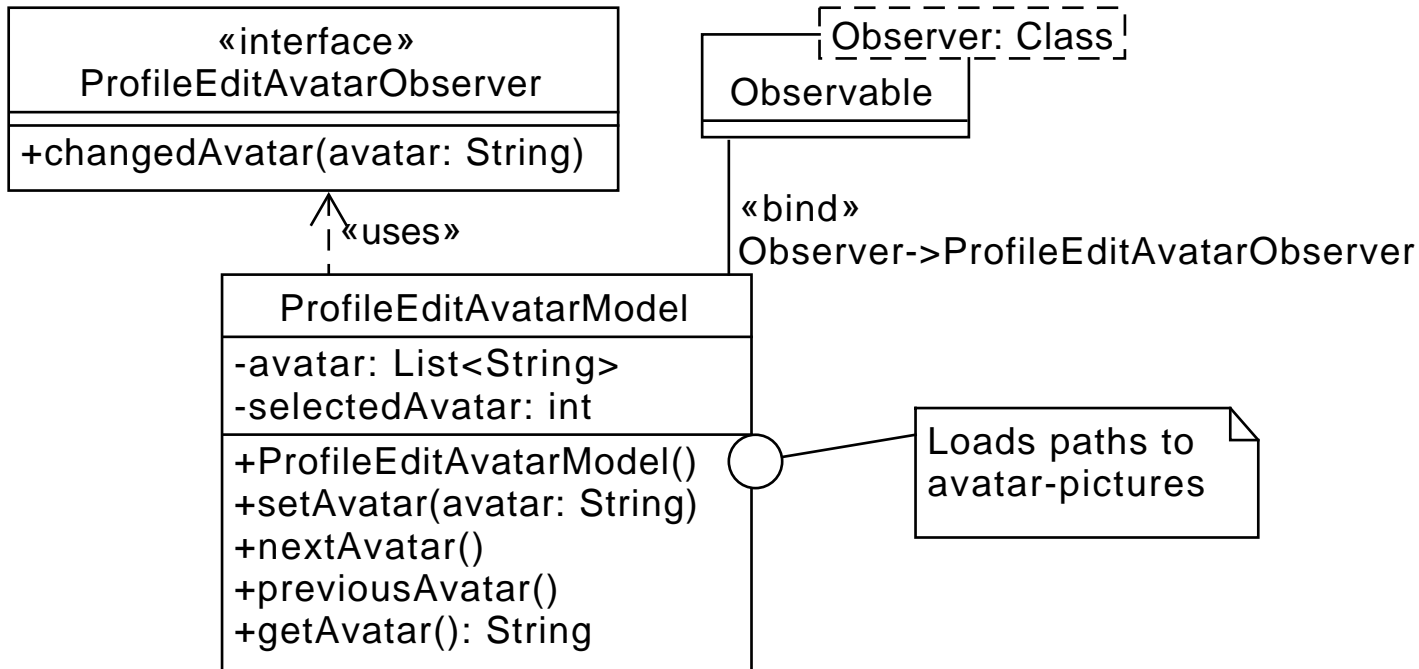 «interface»
ProfileEditAvatarObserver
+changedAvatar(avatar: String)
Observer: Class
Observable
«uses»
«bind»
Observer->ProfileEditAvatarObserver
ProfileEditAvatarModel
-avatar: List<String>
-selectedAvatar: int
+ProfileEditAvatarModel()
+setAvatar(avatar: String)
+nextAvatar()
+previousAvatar()
+getAvatar(): String
Loads paths to
avatar-pictures